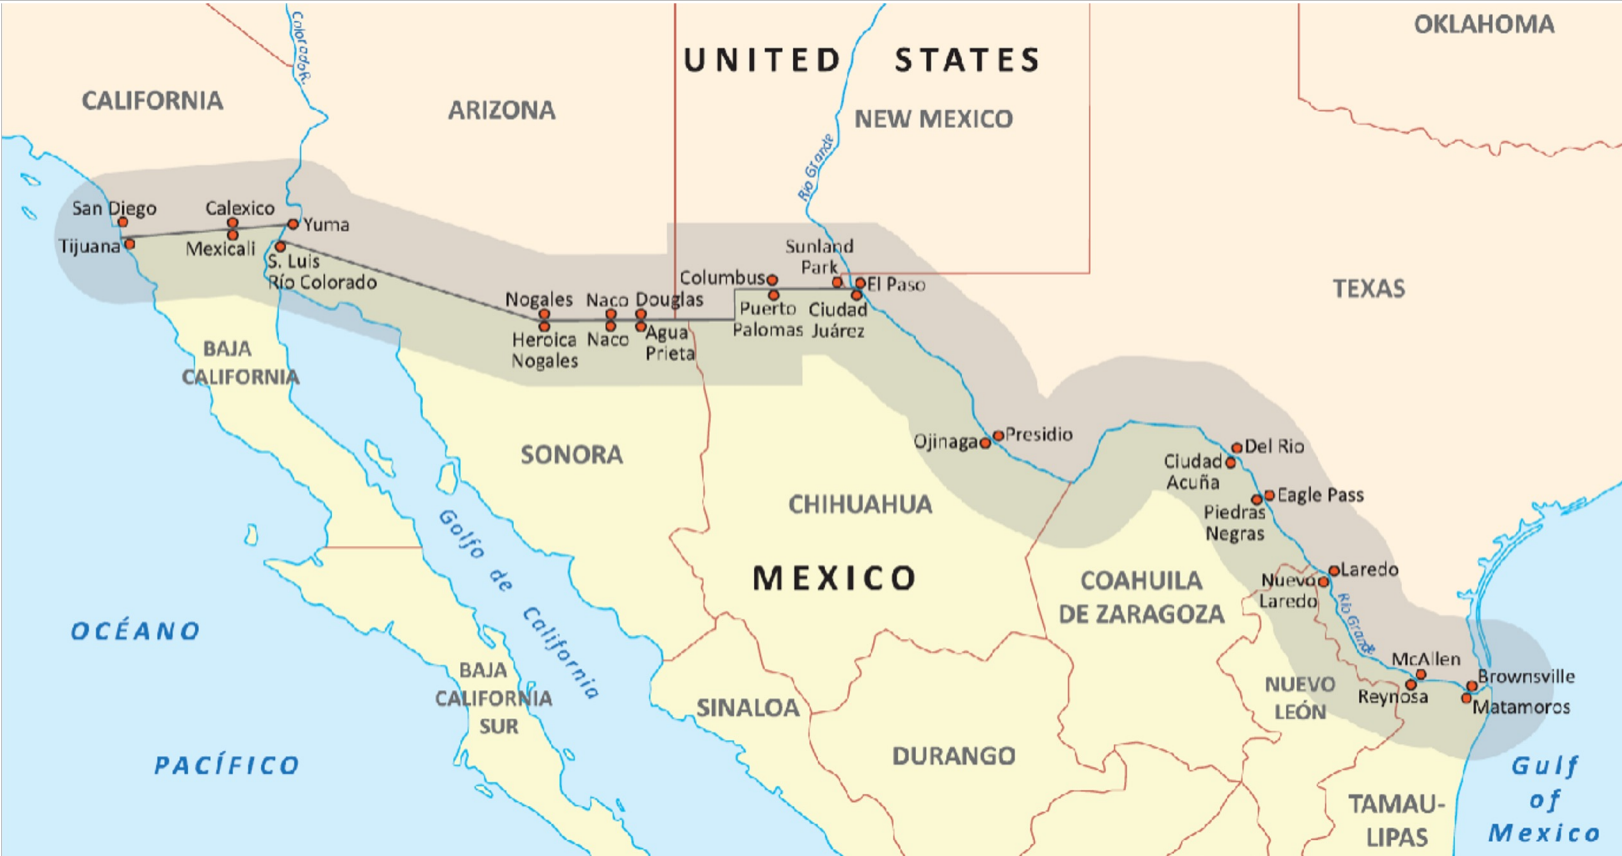 OKLAHOMA
Colorado R.
UNITED STATES
CALIFORNIA
ARIZONA
NEW MEXICO
Rio Grande
San Diego
Calexico
Yuma
Tijuana
Mexicali
S. Luis
Río Colorado
Sunland
Park
Columbus
El Paso
TEXAS
Nogales
Naco
Douglas
Puerto
Palomas
Ciudad
Juárez
Heroica
Nogales
Naco
Agua
Prieta
BAJA
CALIFORNIA
SONORA
Ojinaga
Presidio
Del Rio
Ciudad
Acuña
Eagle Pass
Piedras
Negras
CHIHUAHUA
Golfo de California
MEXICO
COAHUILA
DE ZARAGOZA
Laredo
Nuevo
Laredo
Rio Grande
OCÉANO
PACÍFICO
BAJA
CALIFORNIA
SUR
SINALOA
DURANGO
NUEVO
LEÓN
McAllen
Reynosa
Brownsville
Matamoros
TAMAU-
LIPAS
Gulf
of
Mexico